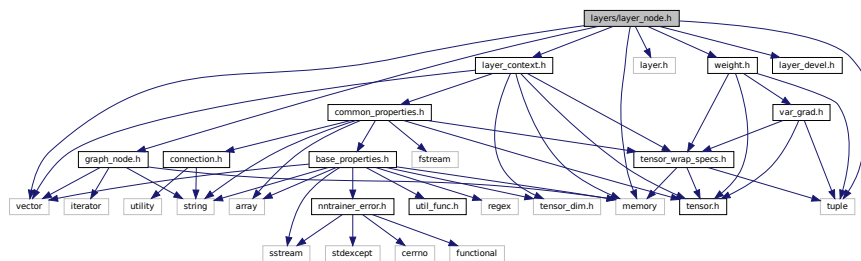 layers/layer_node.h
layer_context.h
layer.h
weight.h
layer_devel.h
common_properties.h
var_grad.h
graph_node.h
connection.h
base_properties.h
fstream
tensor_wrap_specs.h
vector
iterator
utility
string
array
nntrainer_error.h
util_func.h
regex
tensor_dim.h
memory
tensor.h
tuple
sstream
stdexcept
cerrno
functional